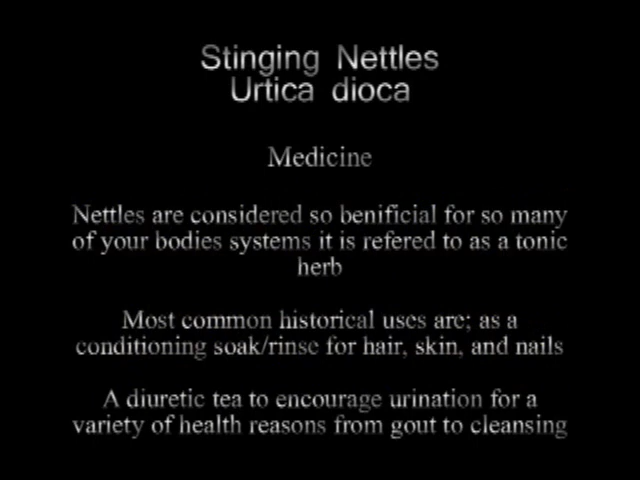 Stinging Nettles
Urtica dioca
Medicine
Nettles are considered so benificial for so many
of your bodies systems it is refered to as a tonic
herb
Most common historical uses are; as a
conditioning soak/rinse for hair, skin, and nails
A diuretic tea to encourage urination for a
variety of health reasons from gout to cleansing